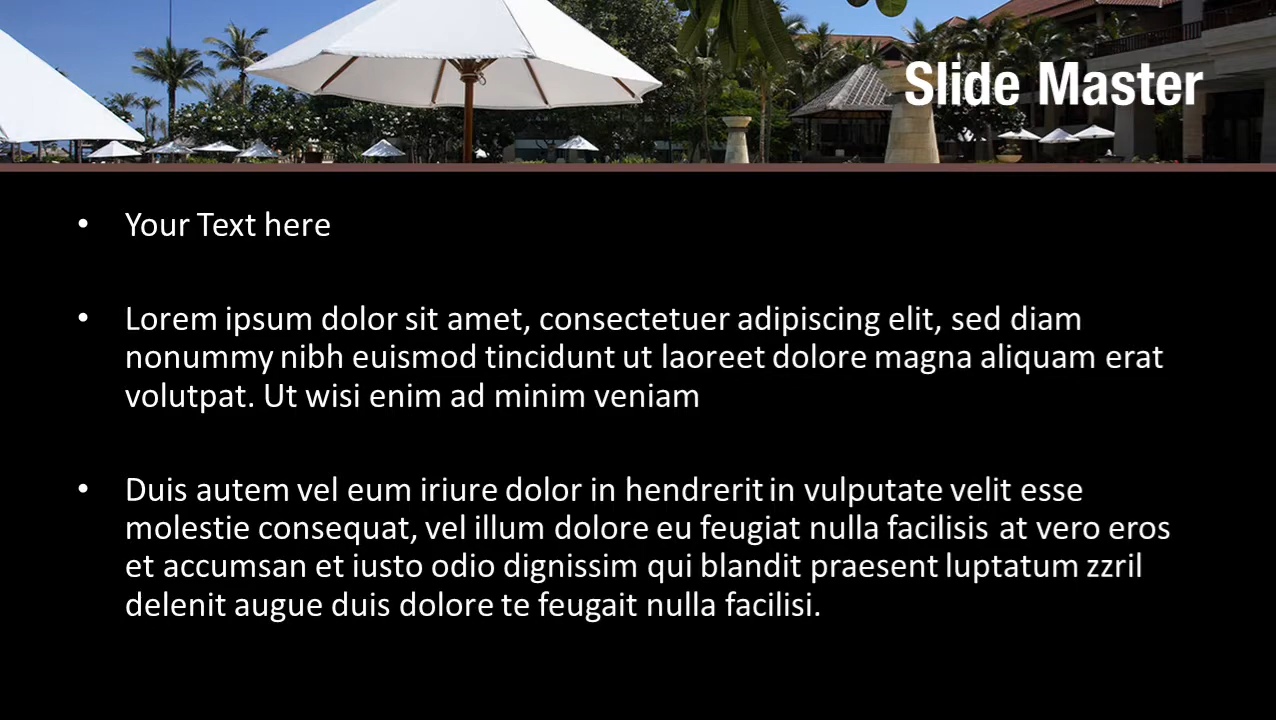 Slide Master
• Your Text here
• Lorem ipsum dolor sit amet, consectetuer adipiscing elit, sed diam
nonummy nibh euismod tincidunt ut laoreet dolore magna aliquam erat
volutpat. Ut wisi enim ad minim veniam
• Duis autem vel eum iriure dolor in hendrerit in vulputate velit esse
molestie consequat, vel illum dolore eu feugiat nulla facilisis at vero eros
et accumsan et iusto odio dignissim qui blandit praesent luptatum zzril
delenit augue duis dolore te feugait nulla facilisi.